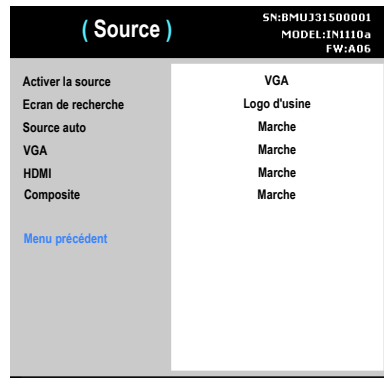 ( Source )
SN:BMUJ31500001
MODEL:IN1110a
FW:A06
Activer la source VGA
Ecran de recherche Logo d'usine
Source auto Marche
VGA Marche
HDMI Marche
Composite Marche
Menu précédent